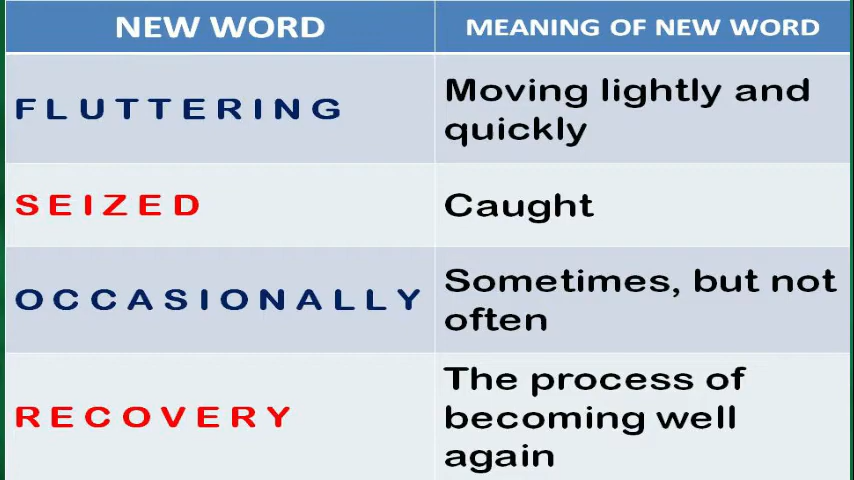 NEW WORD
MEANING OF NEW WORD
FLUTTERING
Moving lightly and
quickly
SEIZED
Caught
OCCASIONALLY
Sometimes, but not
often
RECOVERY
The process of
becoming well
again